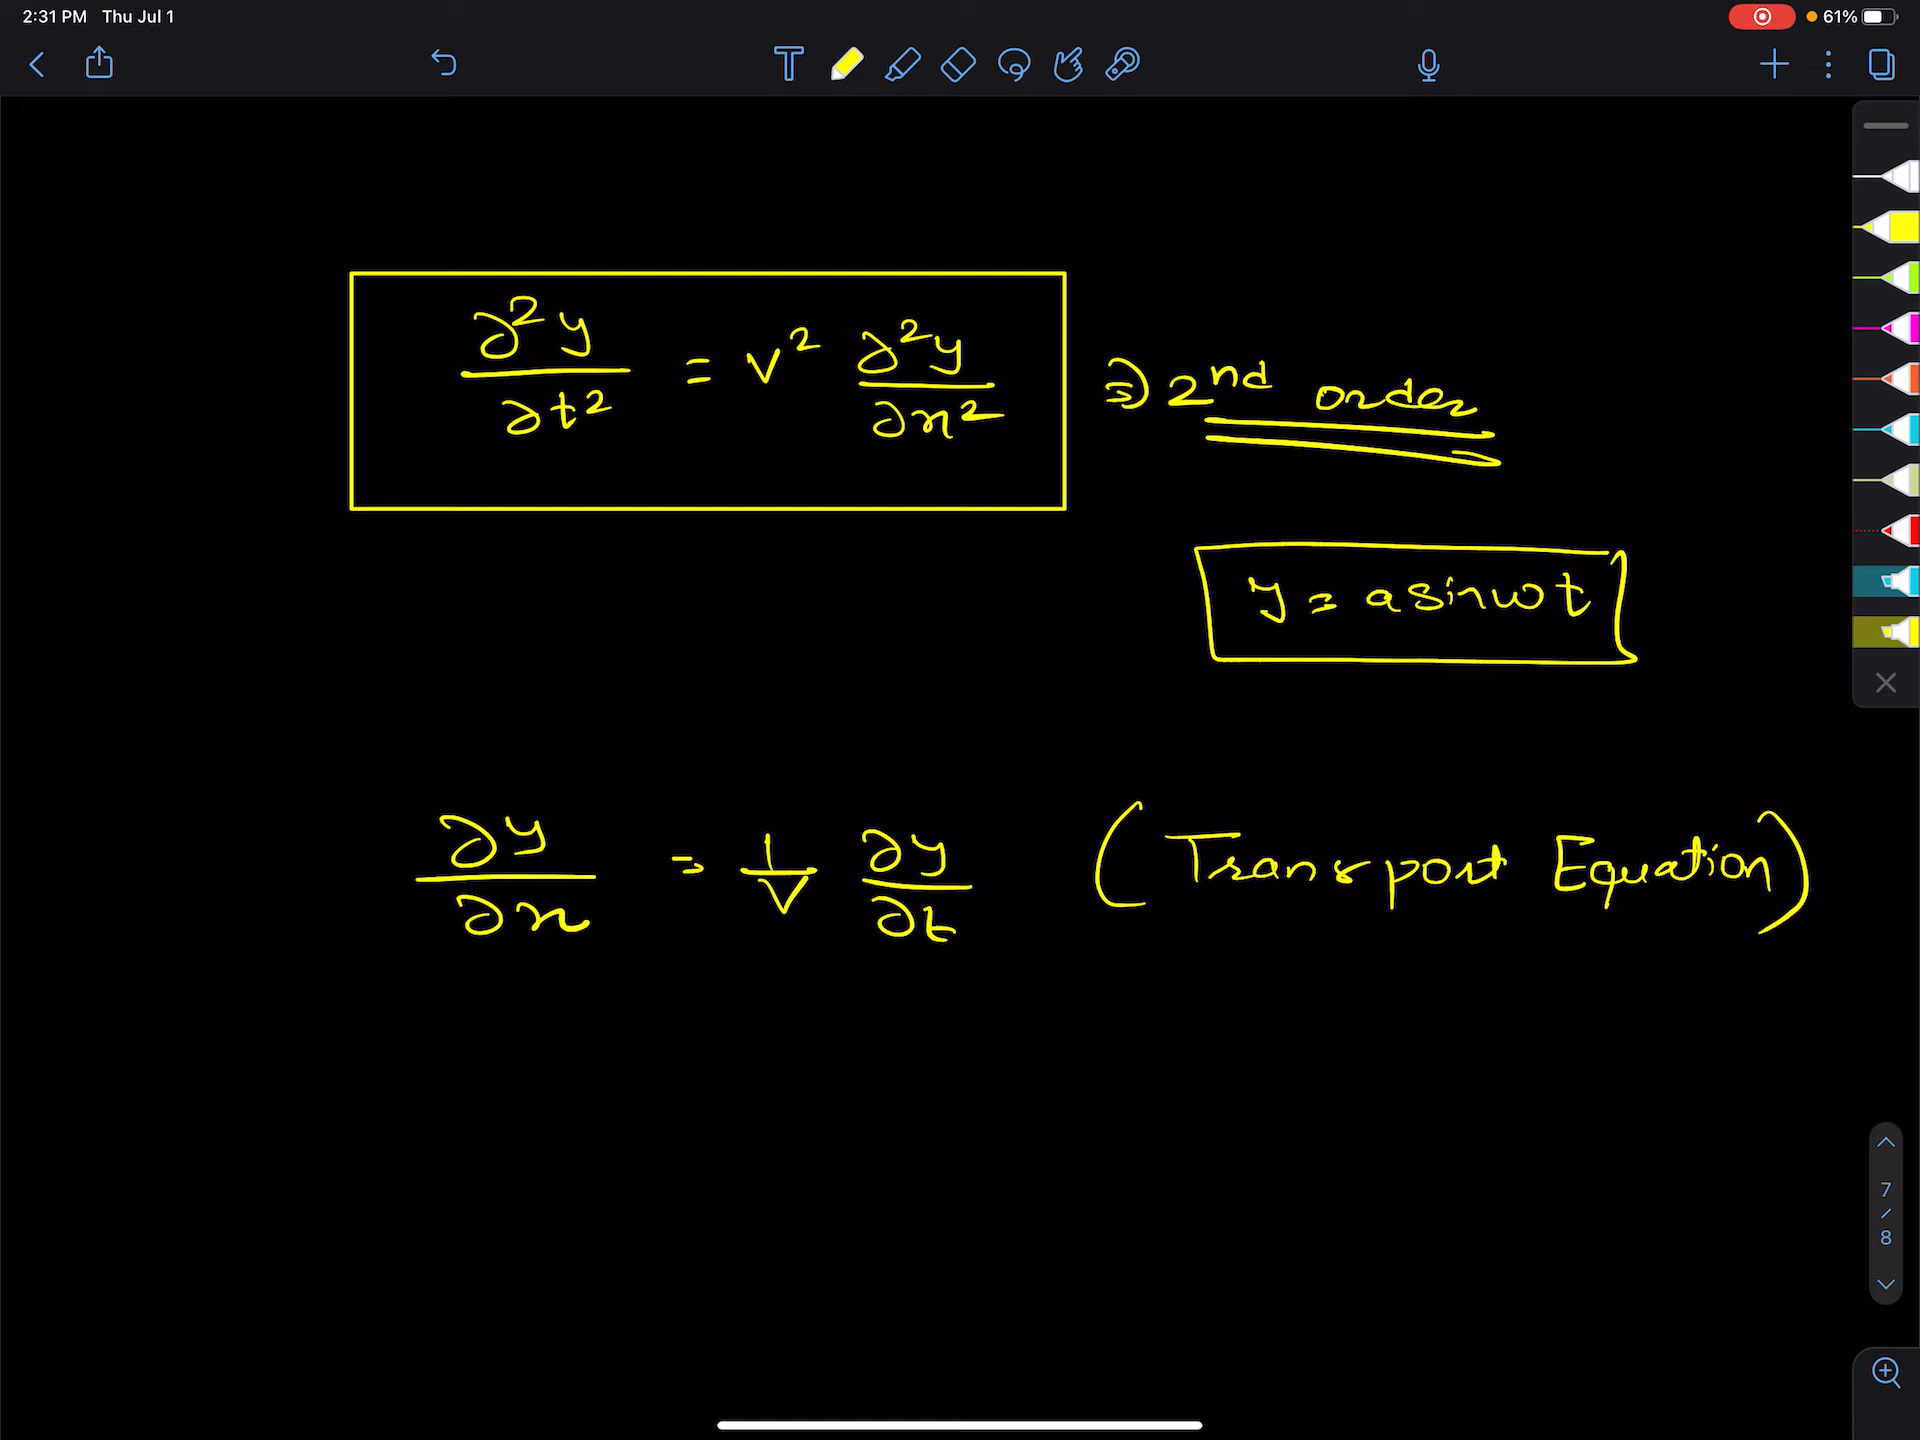 2:31 PM Thu Jul 1
61%
∂²y/∂t² = v² ∂²y/∂x² ⇒ 2nd order
y = a sin ωt
∂y/∂x = 1/v ∂y/∂t (Transport Equation)
7
/
8